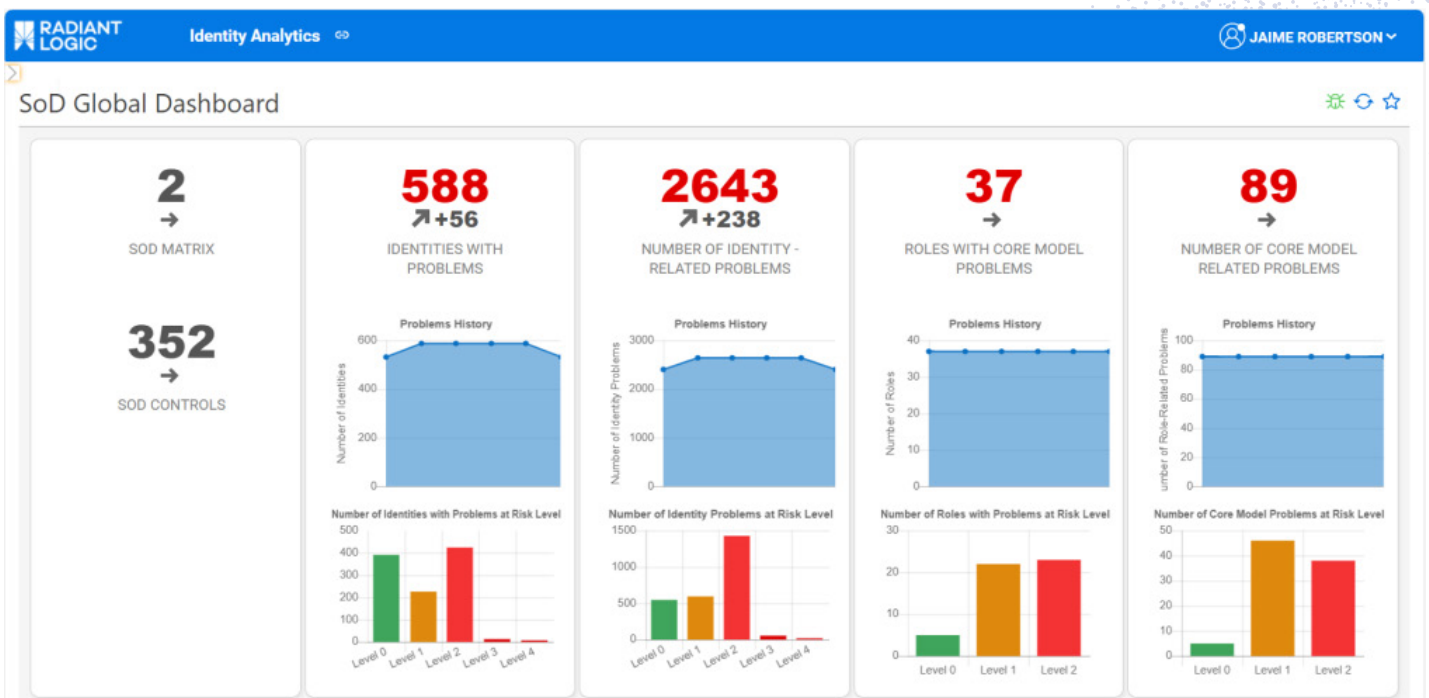 RADIANT
LOGIC
Identity Analytics
JAIME ROBERTSON
SoD Global Dashboard
2
SOD MATRIX
352
SOD CONTROLS
588
+56
IDENTITIES WITH
PROBLEMS
Problems History
Number of Identities
600
400
200
0
Number of Identities with Problems at Risk Level
500
400
300
200
100
0
Level 0
Level 1
Level 2
Level 3
Level 4
2643
+238
NUMBER OF IDENTITY -
RELATED PROBLEMS
Problems History
Number of Identity Problems
3000
2000
1000
0
Number of Identity Problems at Risk Level
1500
1000
500
0
Level 0
Level 1
Level 2
Level 3
Level 4
37
ROLES WITH CORE MODEL
PROBLEMS
Problems History
Number of Roles
40
30
20
10
0
Number of Roles with Problems at Risk Level
30
20
10
0
Level 0
Level 1
Level 2
89
NUMBER OF CORE MODEL
RELATED PROBLEMS
Problems History
umber of Role-Related Problems
100
80
60
40
20
0
Number of Core Model Problems at Risk Level
50
40
30
20
10
0
Level 0
Level 1
Level 2